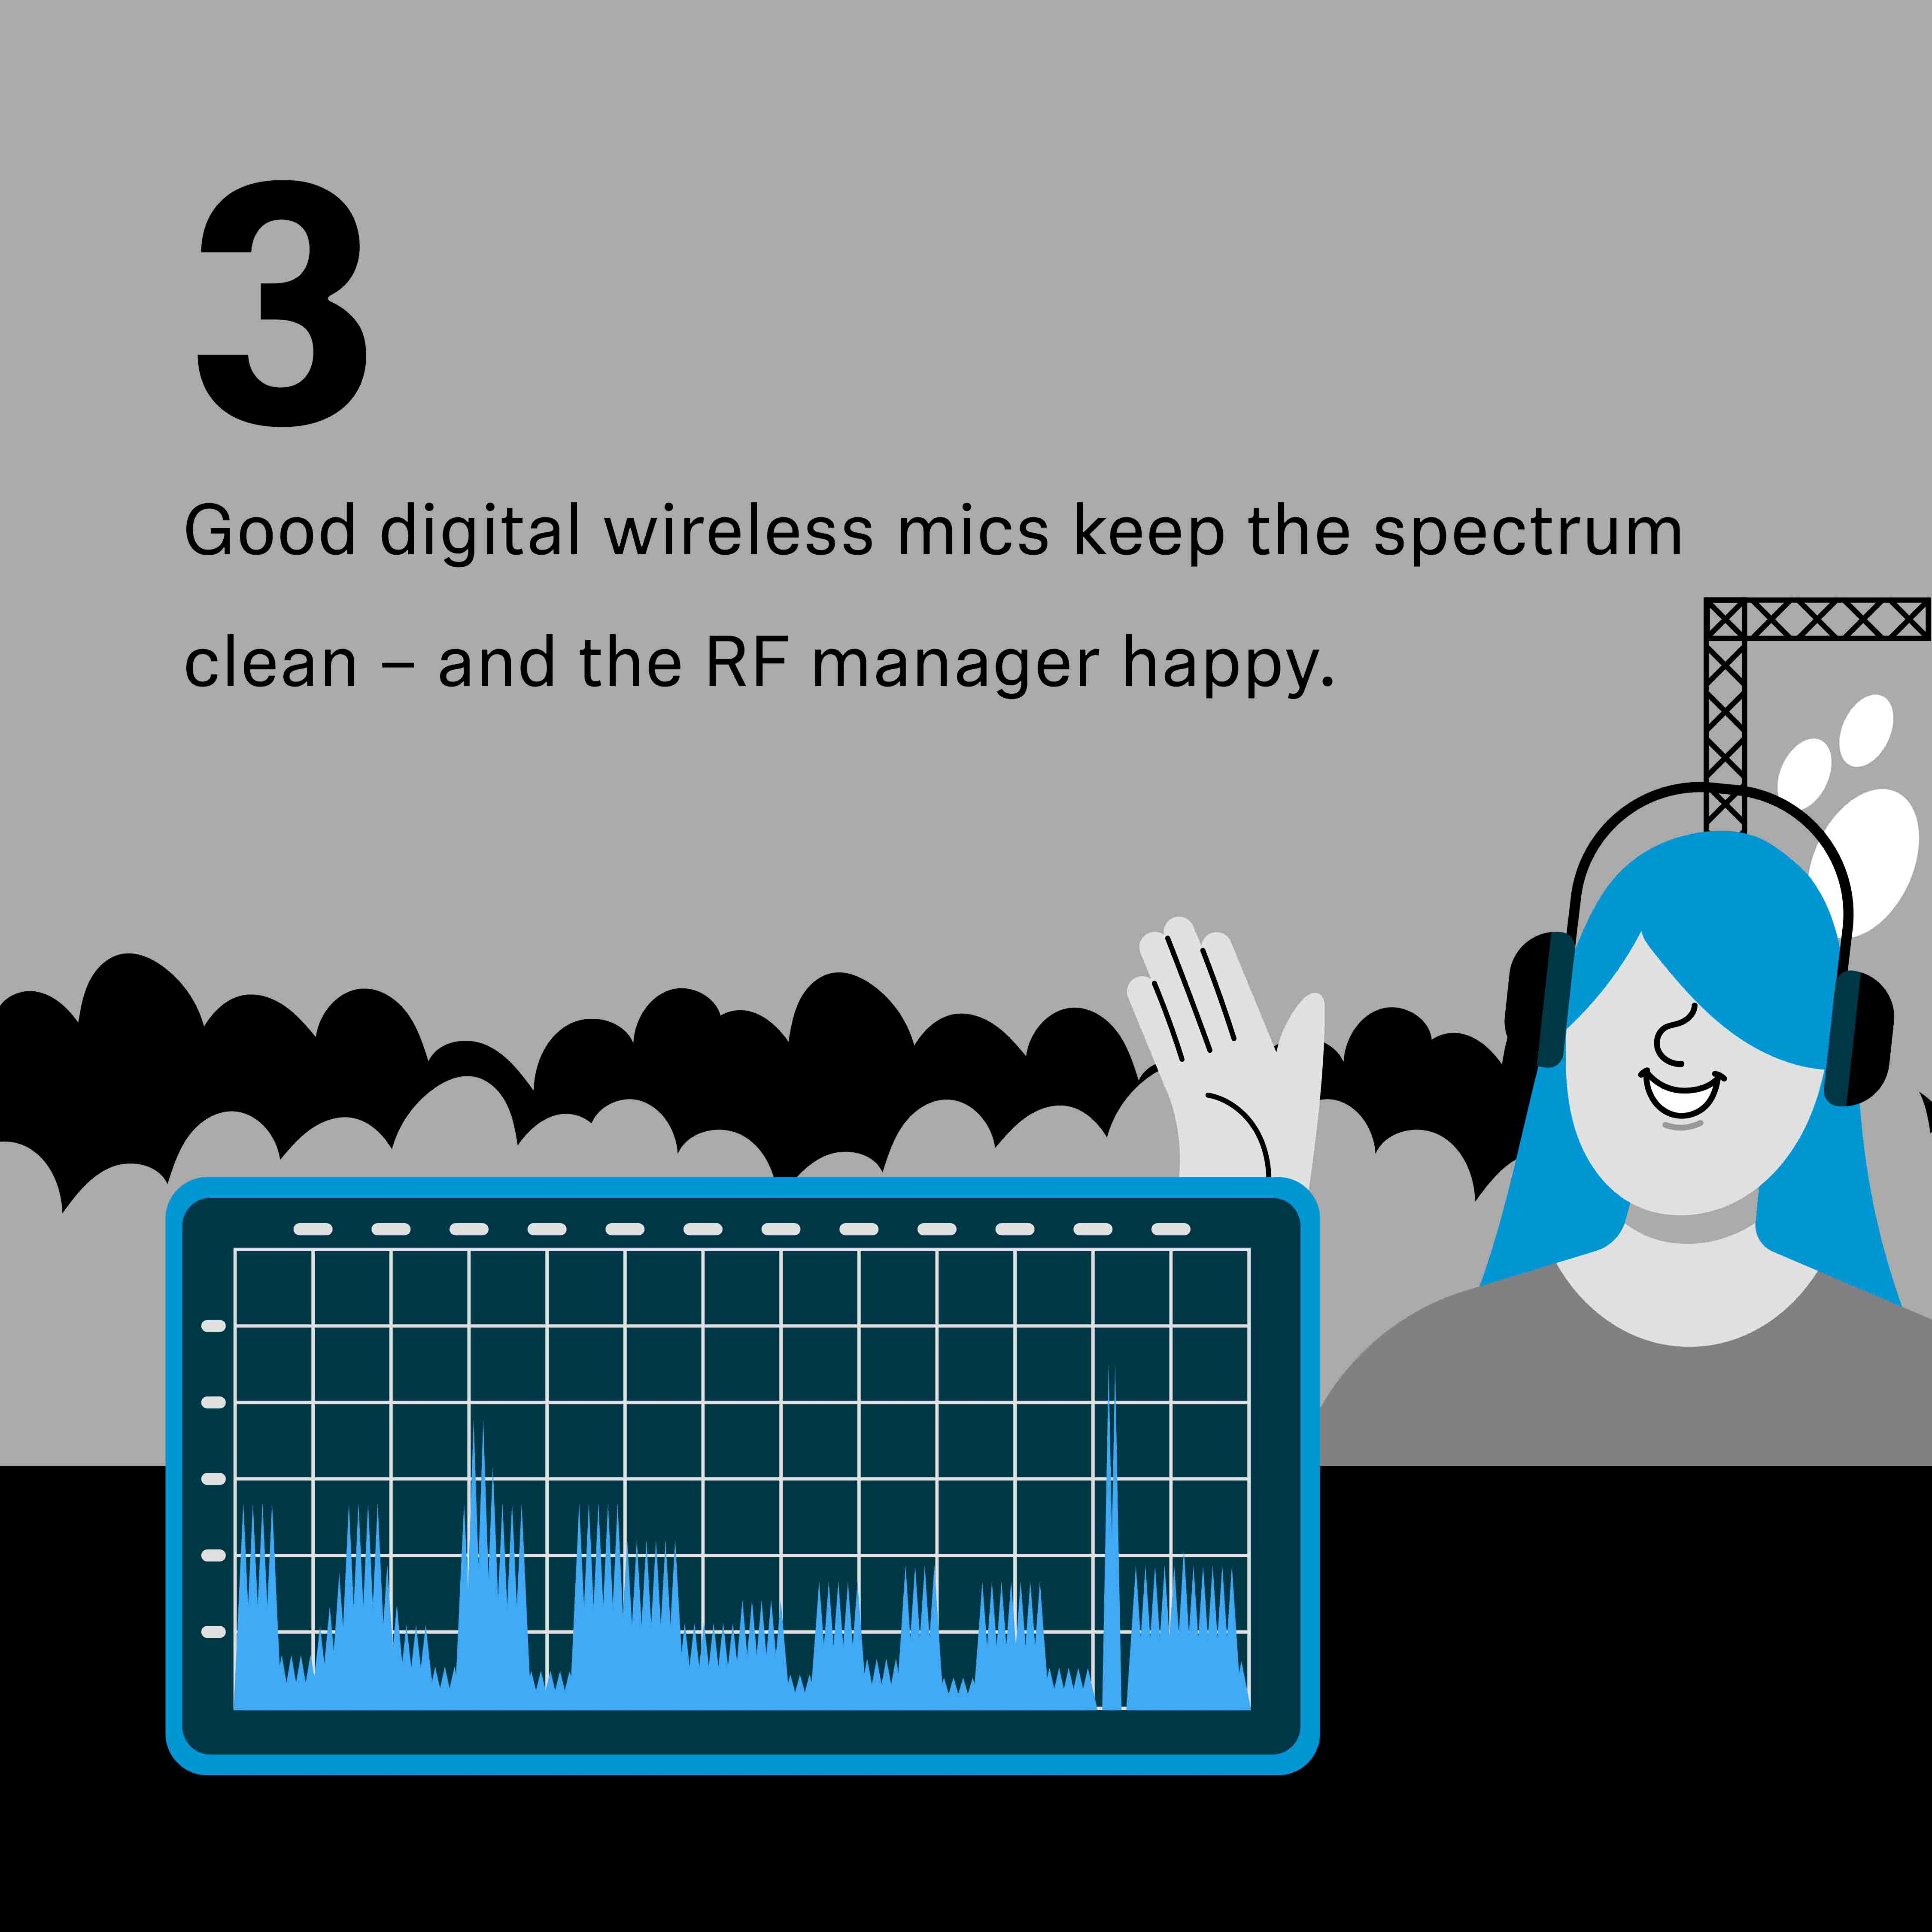 3
Good digital wireless mics keep the spectrum
clean – and the RF manager happy.